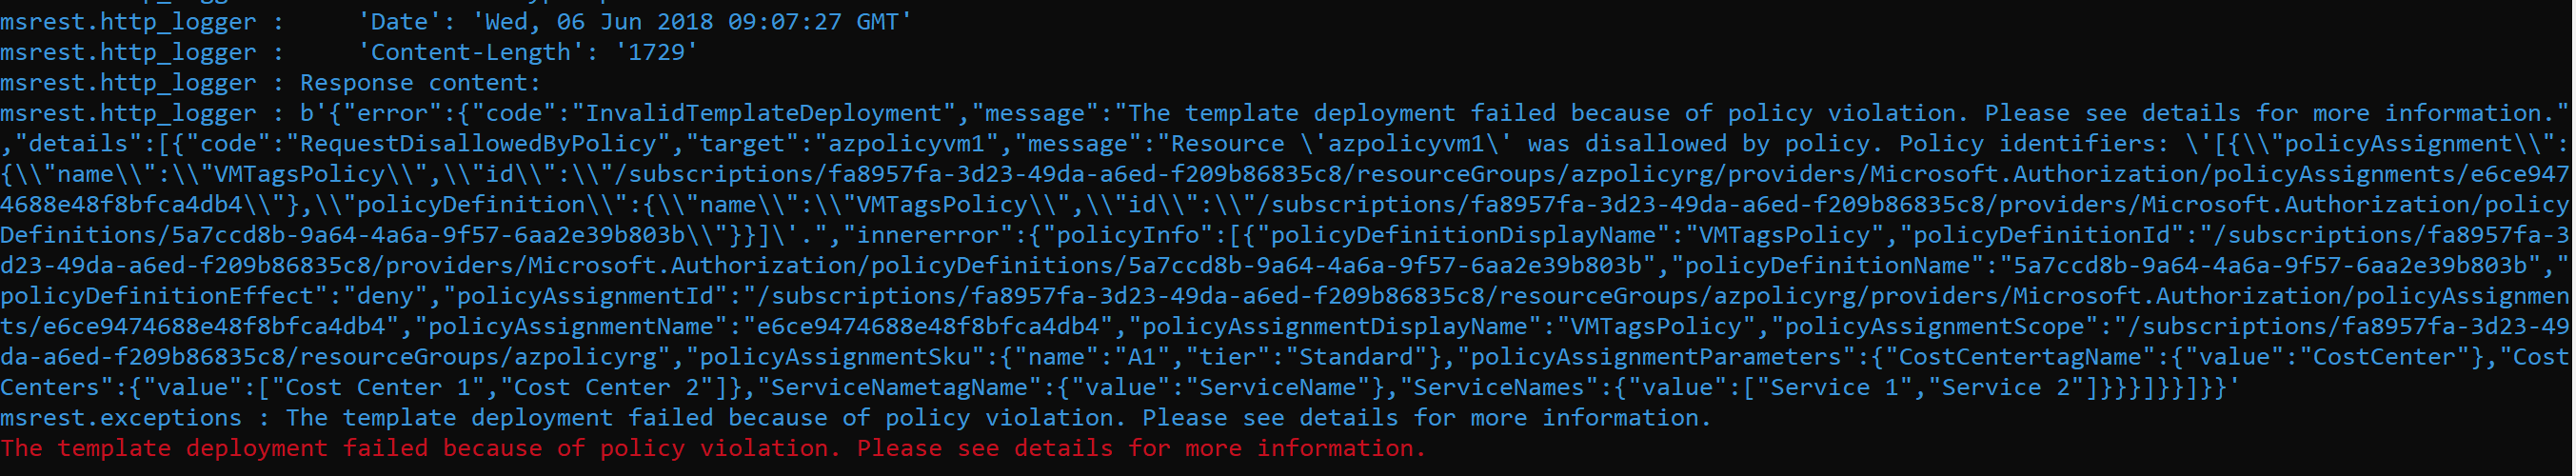 msrest.http_logger :     'Date': 'Wed, 06 Jun 2018 09:07:27 GMT'
msrest.http_logger :     'Content-Length': '1729'
msrest.http_logger : Response content:
msrest.http_logger : b'{"error":{"code":"InvalidTemplateDeployment","message":"The template deployment failed because of policy violation. Please see details for more information."
,"details":[{"code":"RequestDisallowedByPolicy","target":"azpolicyvm1","message":"Resource \'azpolicyvm1\' was disallowed by policy. Policy identifiers: \'[{\\"policyAssignment\\":
{\\"name\\":\\"VMTagsPolicy\\",\\"id\\":\\"/subscriptions/fa8957fa-3d23-49da-a6ed-f209b86835c8/resourceGroups/azpolicyrg/providers/Microsoft.Authorization/policyAssignments/e6ce947
4688e48f8bfca4db4\\"},\\"policyDefinition\\":{\\"name\\":\\"VMTagsPolicy\\",\\"id\\":\\"/subscriptions/fa8957fa-3d23-49da-a6ed-f209b86835c8/providers/Microsoft.Authorization/policy
Definitions/5a7ccd8b-9a64-4a6a-9f57-6aa2e39b803b\\"}}]\'.","innererror":{"policyInfo":[{"policyDefinitionDisplayName":"VMTagsPolicy","policyDefinitionId":"/subscriptions/fa8957fa-3
d23-49da-a6ed-f209b86835c8/providers/Microsoft.Authorization/policyDefinitions/5a7ccd8b-9a64-4a6a-9f57-6aa2e39b803b","policyDefinitionName":"5a7ccd8b-9a64-4a6a-9f57-6aa2e39b803b","
policyDefinitionEffect":"deny","policyAssignmentId":"/subscriptions/fa8957fa-3d23-49da-a6ed-f209b86835c8/resourceGroups/azpolicyrg/providers/Microsoft.Authorization/policyAssignmen
ts/e6ce9474688e48f8bfca4db4","policyAssignmentName":"e6ce9474688e48f8bfca4db4","policyAssignmentDisplayName":"VMTagsPolicy","policyAssignmentScope":"/subscriptions/fa8957fa-3d23-49
da-a6ed-f209b86835c8/resourceGroups/azpolicyrg","policyAssignmentSku":{"name":"A1","tier":"Standard"},"policyAssignmentParameters":{"CostCentertagName":{"value":"CostCenter"},"Cost
Centers":{"value":["Cost Center 1","Cost Center 2"]},"ServiceNametagName":{"value":"ServiceName"},"ServiceNames":{"value":["Service 1","Service 2"]}}}]}}]}}'
msrest.exceptions : The template deployment failed because of policy violation. Please see details for more information.
The template deployment failed because of policy violation. Please see details for more information.